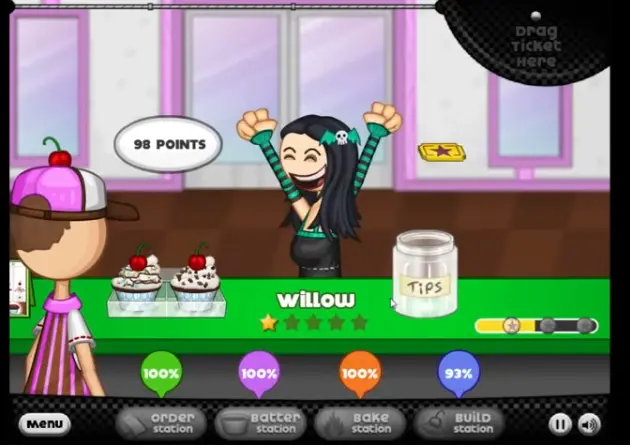 Drag
Ticket
Here
98 POINTS
Willow
Tips
100%
100%
100%
93%
Menu
Order
Station
Batter
Station
Bake
Station
Build
Station